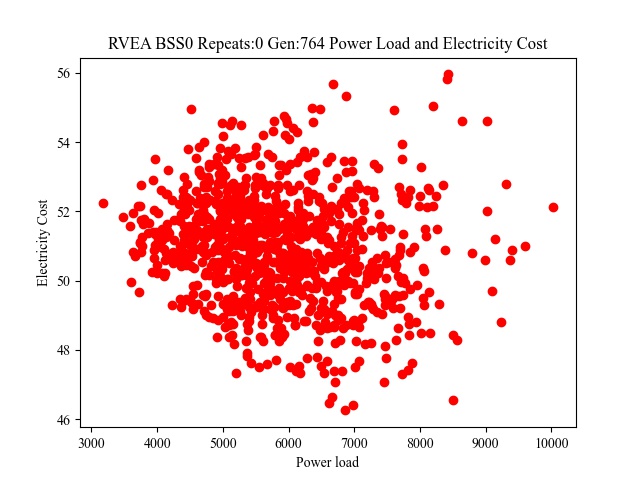 RVEA BSS0 Repeats:0 Gen:764 Power Load and Electricity Cost
56
54
52
50
48
46
Electricity Cost
3000 4000 5000 6000 7000 8000 9000 10000
Power load